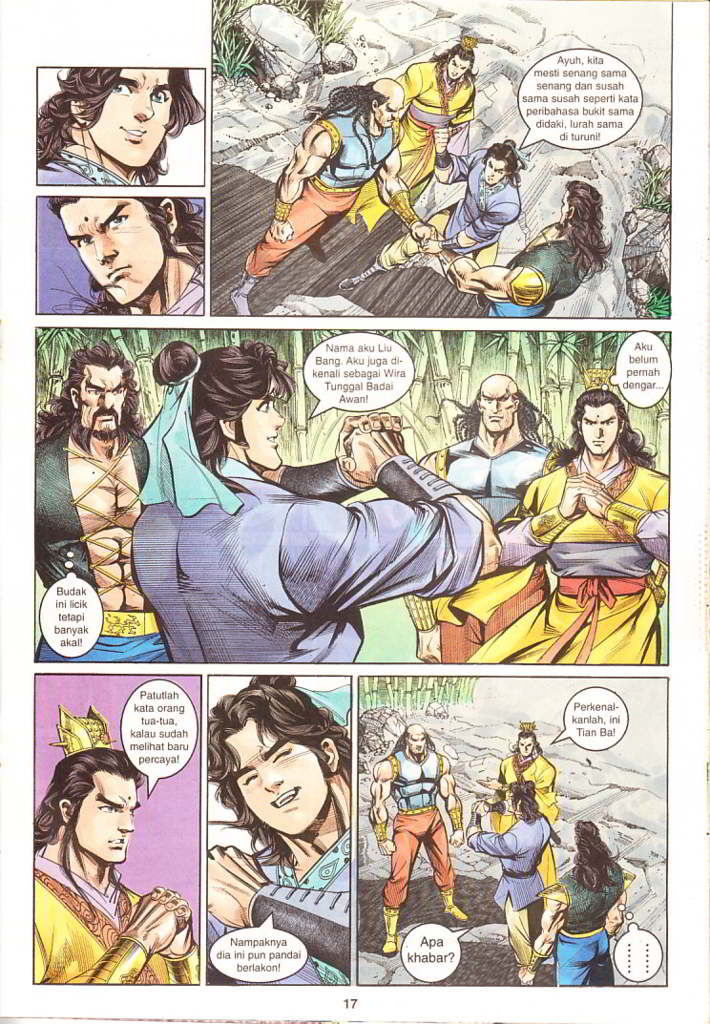 Ayuh, kita
mesti senang sama
senang dan susah
sama susah seperti kata
peribahasa bukit sama
didaki, lurah sama
di turuni!
Nama aku Liu
Bang. Aku juga di-
kenali sebagai Wira
Tunggal Badai
Awan!
Aku
belum
pernah
dengar...
Budak
ini licik
tetapi
banyak
akal!
Patutlah
kata orang
tua-tua,
kalau sudah
melihat baru
percaya!
Nampaknya
dia ini pun pandai
berlakon!
Perkenal-
kanlah, ini
Tian Ba!
Apa
khabar?
17